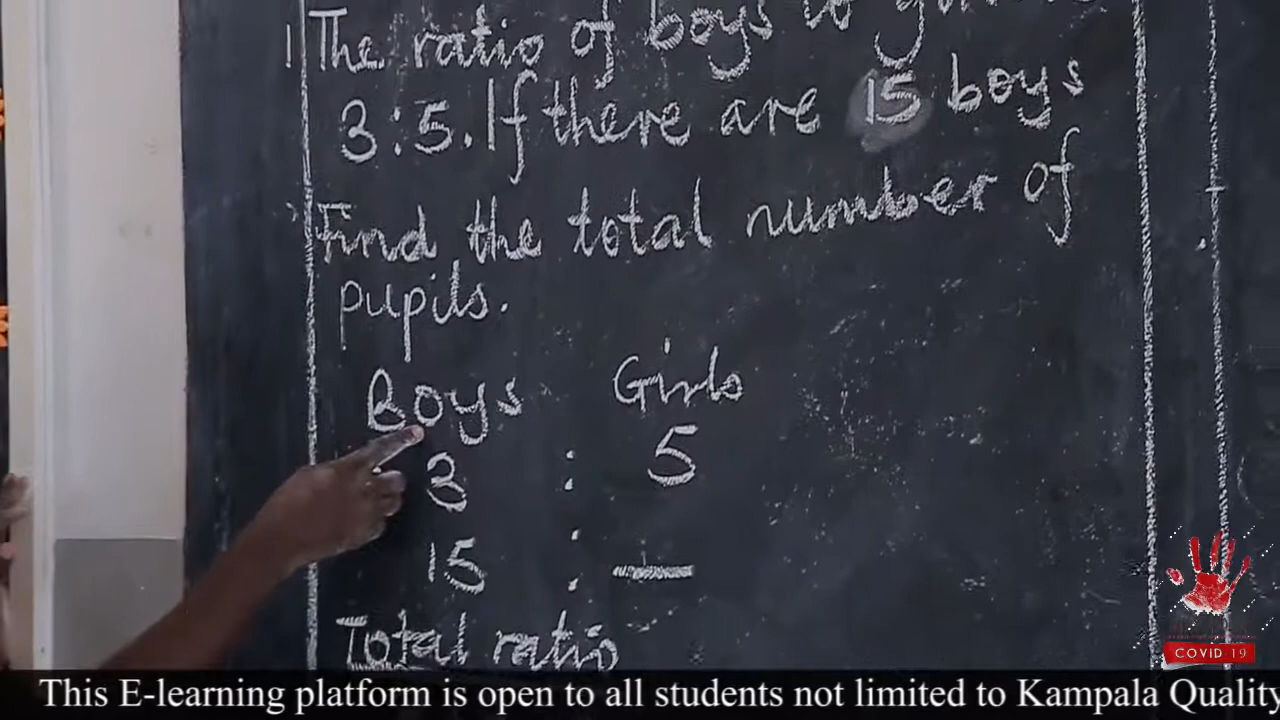 1 The ratio of boys to
3:5. If there are 15 boys
Find the total number of
pupils.
Boys Girls
3 : 5
15 : __
Total ratio
COVID 19
This E-learning platform is open to all students not limited to Kampala Quality